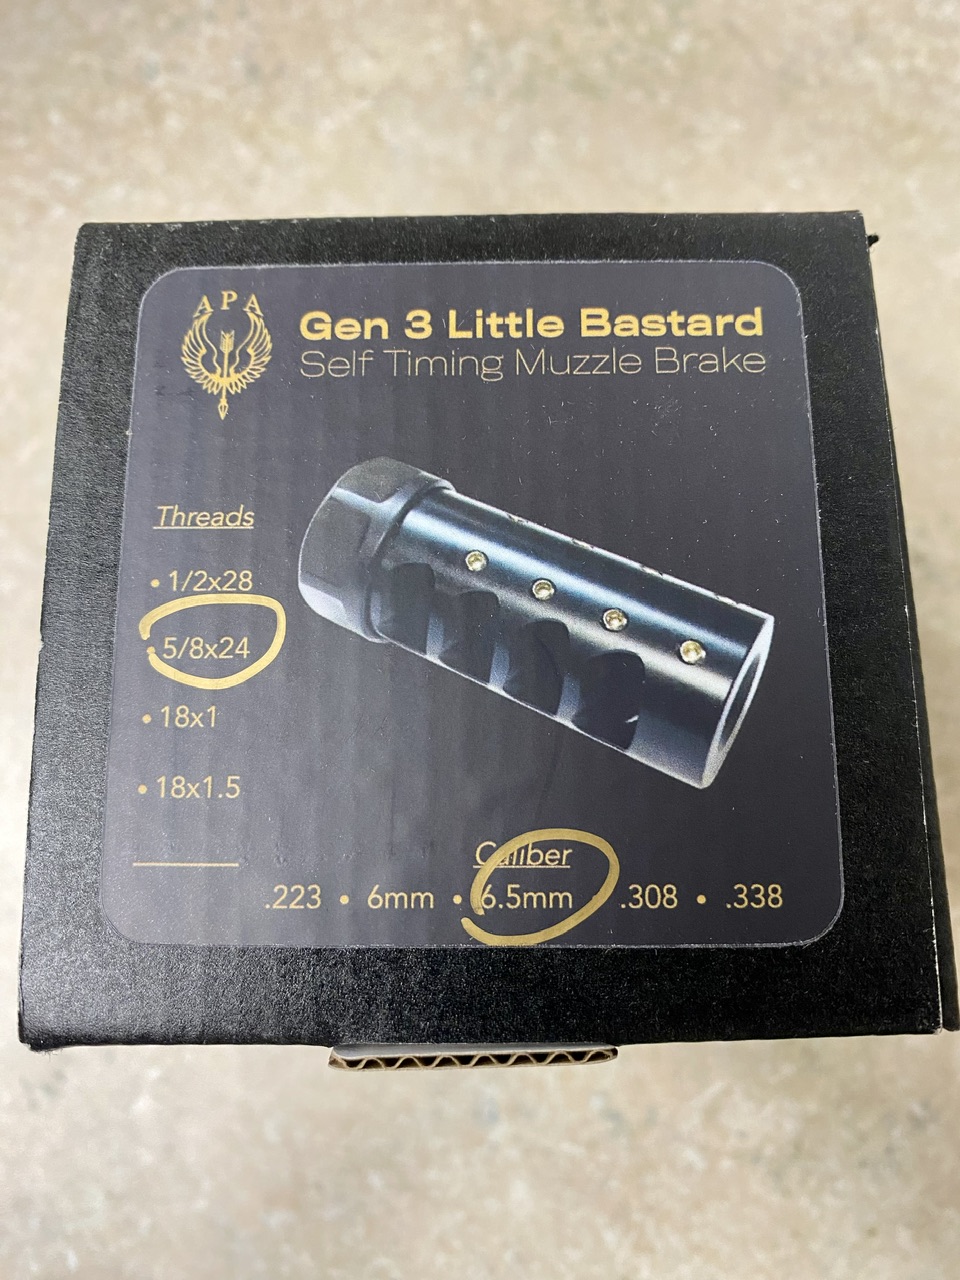 APA
Gen 3 Little Bastard
Self Timing Muzzle Brake
Threads
• 1/2x28
• 5/8x24
• 18x1
• 18x1.5
Caliber
.223 • 6mm • 6.5mm .308 • .338